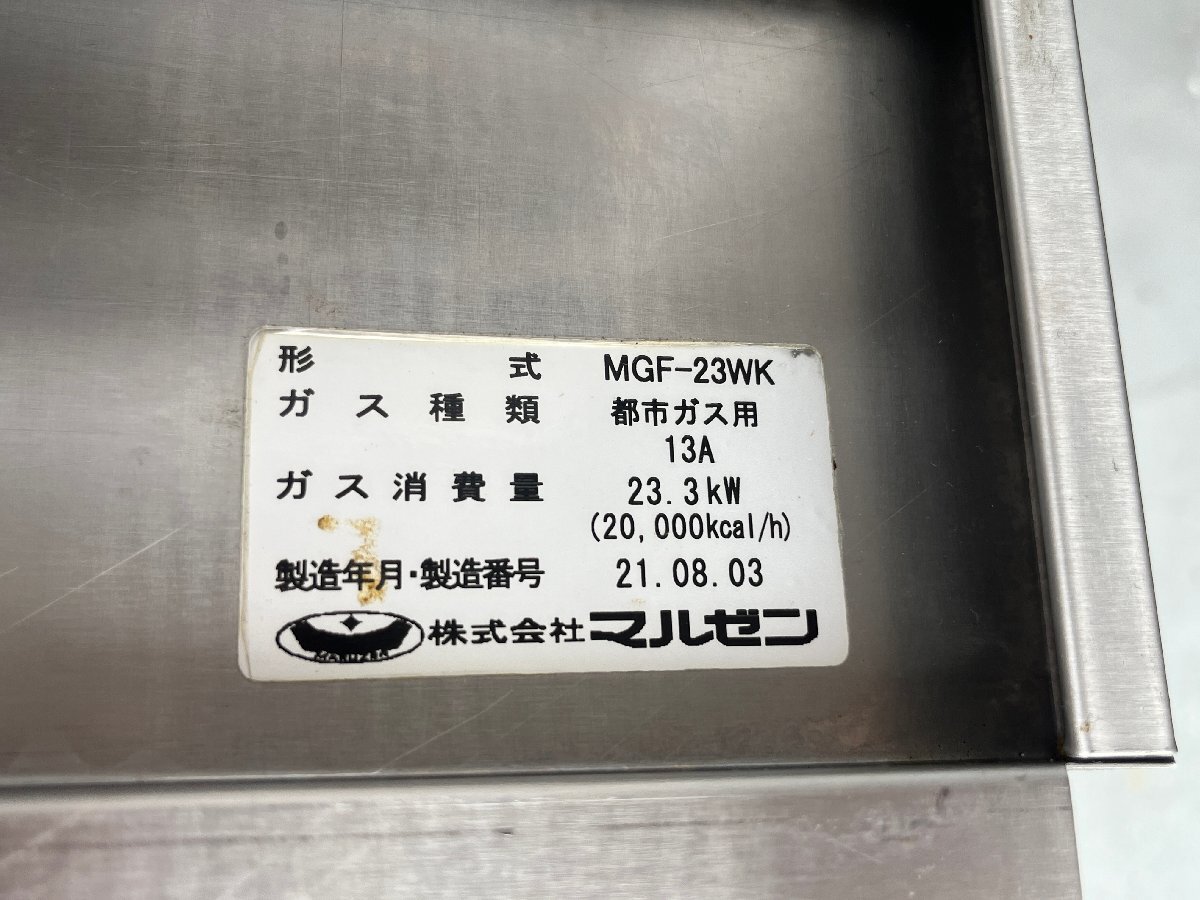 形式 MGF-23WK
ガス種類 都市ガス用
13A
ガス消費量 23.3kW
(20,000kcal/h)
製造年月・製造番号 21.08.03
MARUZEN 株式会社マルゼン